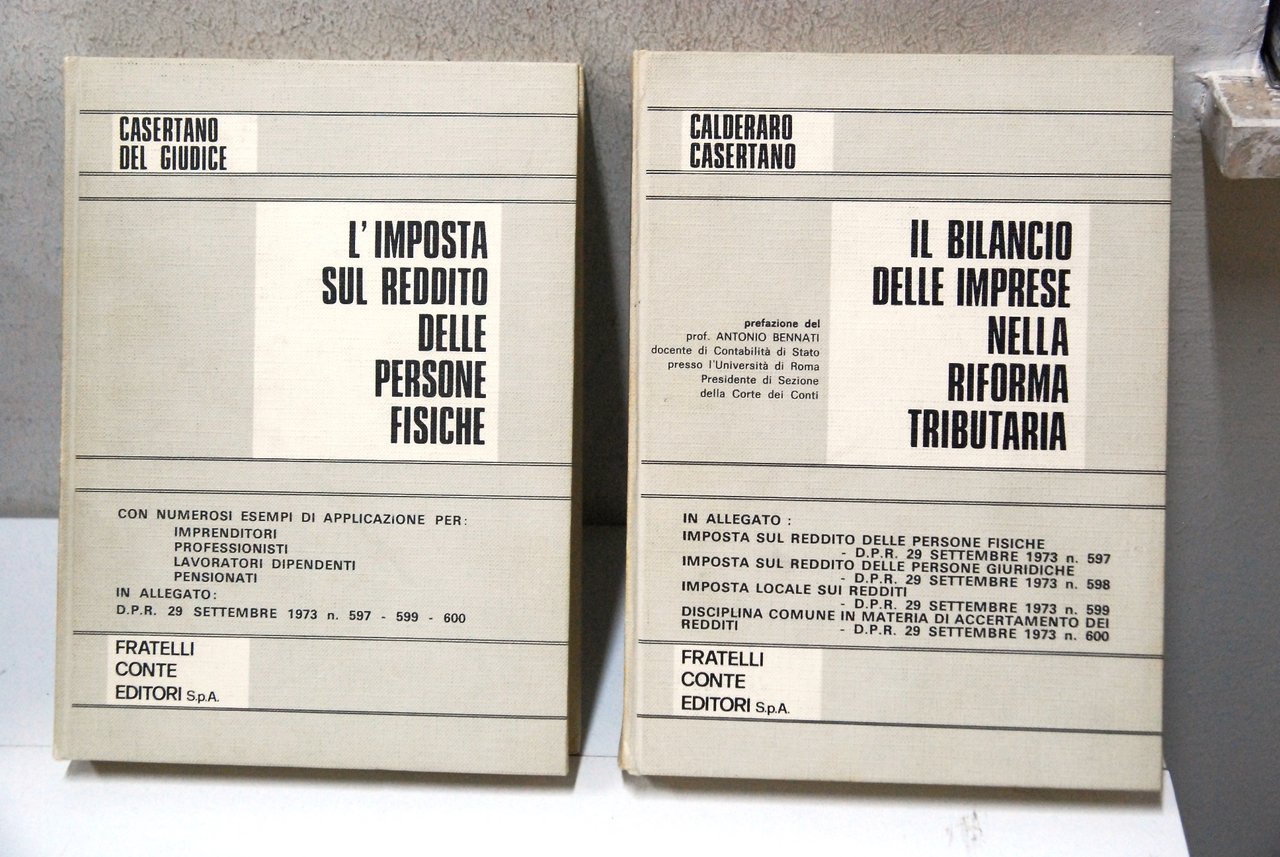 CASERTANO
DEL GIUDICE
L'IMPOSTA
SUL REDDITO
DELLE
PERSONE
FISICHE
CON NUMEROSI ESEMPI DI APPLICAZIONE PER:
IMPRENDITORI
PROFESSIONISTI
LAVORATORI DIPENDENTI
PENSIONATI
IN ALLEGATO:
D.P.R. 29 SETTEMBRE 1973 n. 597 - 599 - 600
FRATELLI
CONTE
EDITORI S.p.A.
CALDERARO
CASERTANO
IL BILANCIO
DELLE IMPRESE
NELLA
RIFORMA
TRIBUTARIA
prefazione del
prof. ANTONIO BENNATI
docente di Contabilità di Stato
presso l'Università di Roma
Presidente di Sezione
della Corte dei Conti
IN ALLEGATO :
IMPOSTA SUL REDDITO DELLE PERSONE FISICHE
- D.P.R. 29 SETTEMBRE 1973 n. 597
IMPOSTA SUL REDDITO DELLE PERSONE GIURIDICHE
- D.P.R. 29 SETTEMBRE 1973 n. 598
IMPOSTA LOCALE SUI REDDITI
- D.P.R. 29 SETTEMBRE 1973 n. 599
DISCIPLINA COMUNE IN MATERIA DI ACCERTAMENTO DEI
REDDITI - D.P.R. 29 SETTEMBRE 1973 n. 600
FRATELLI
CONTE
EDITORI S.p.A.